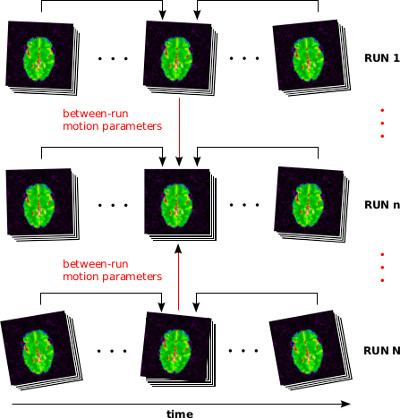 RUN 1
between-run
motion parameters
RUN n
between-run
motion parameters
RUN N
time